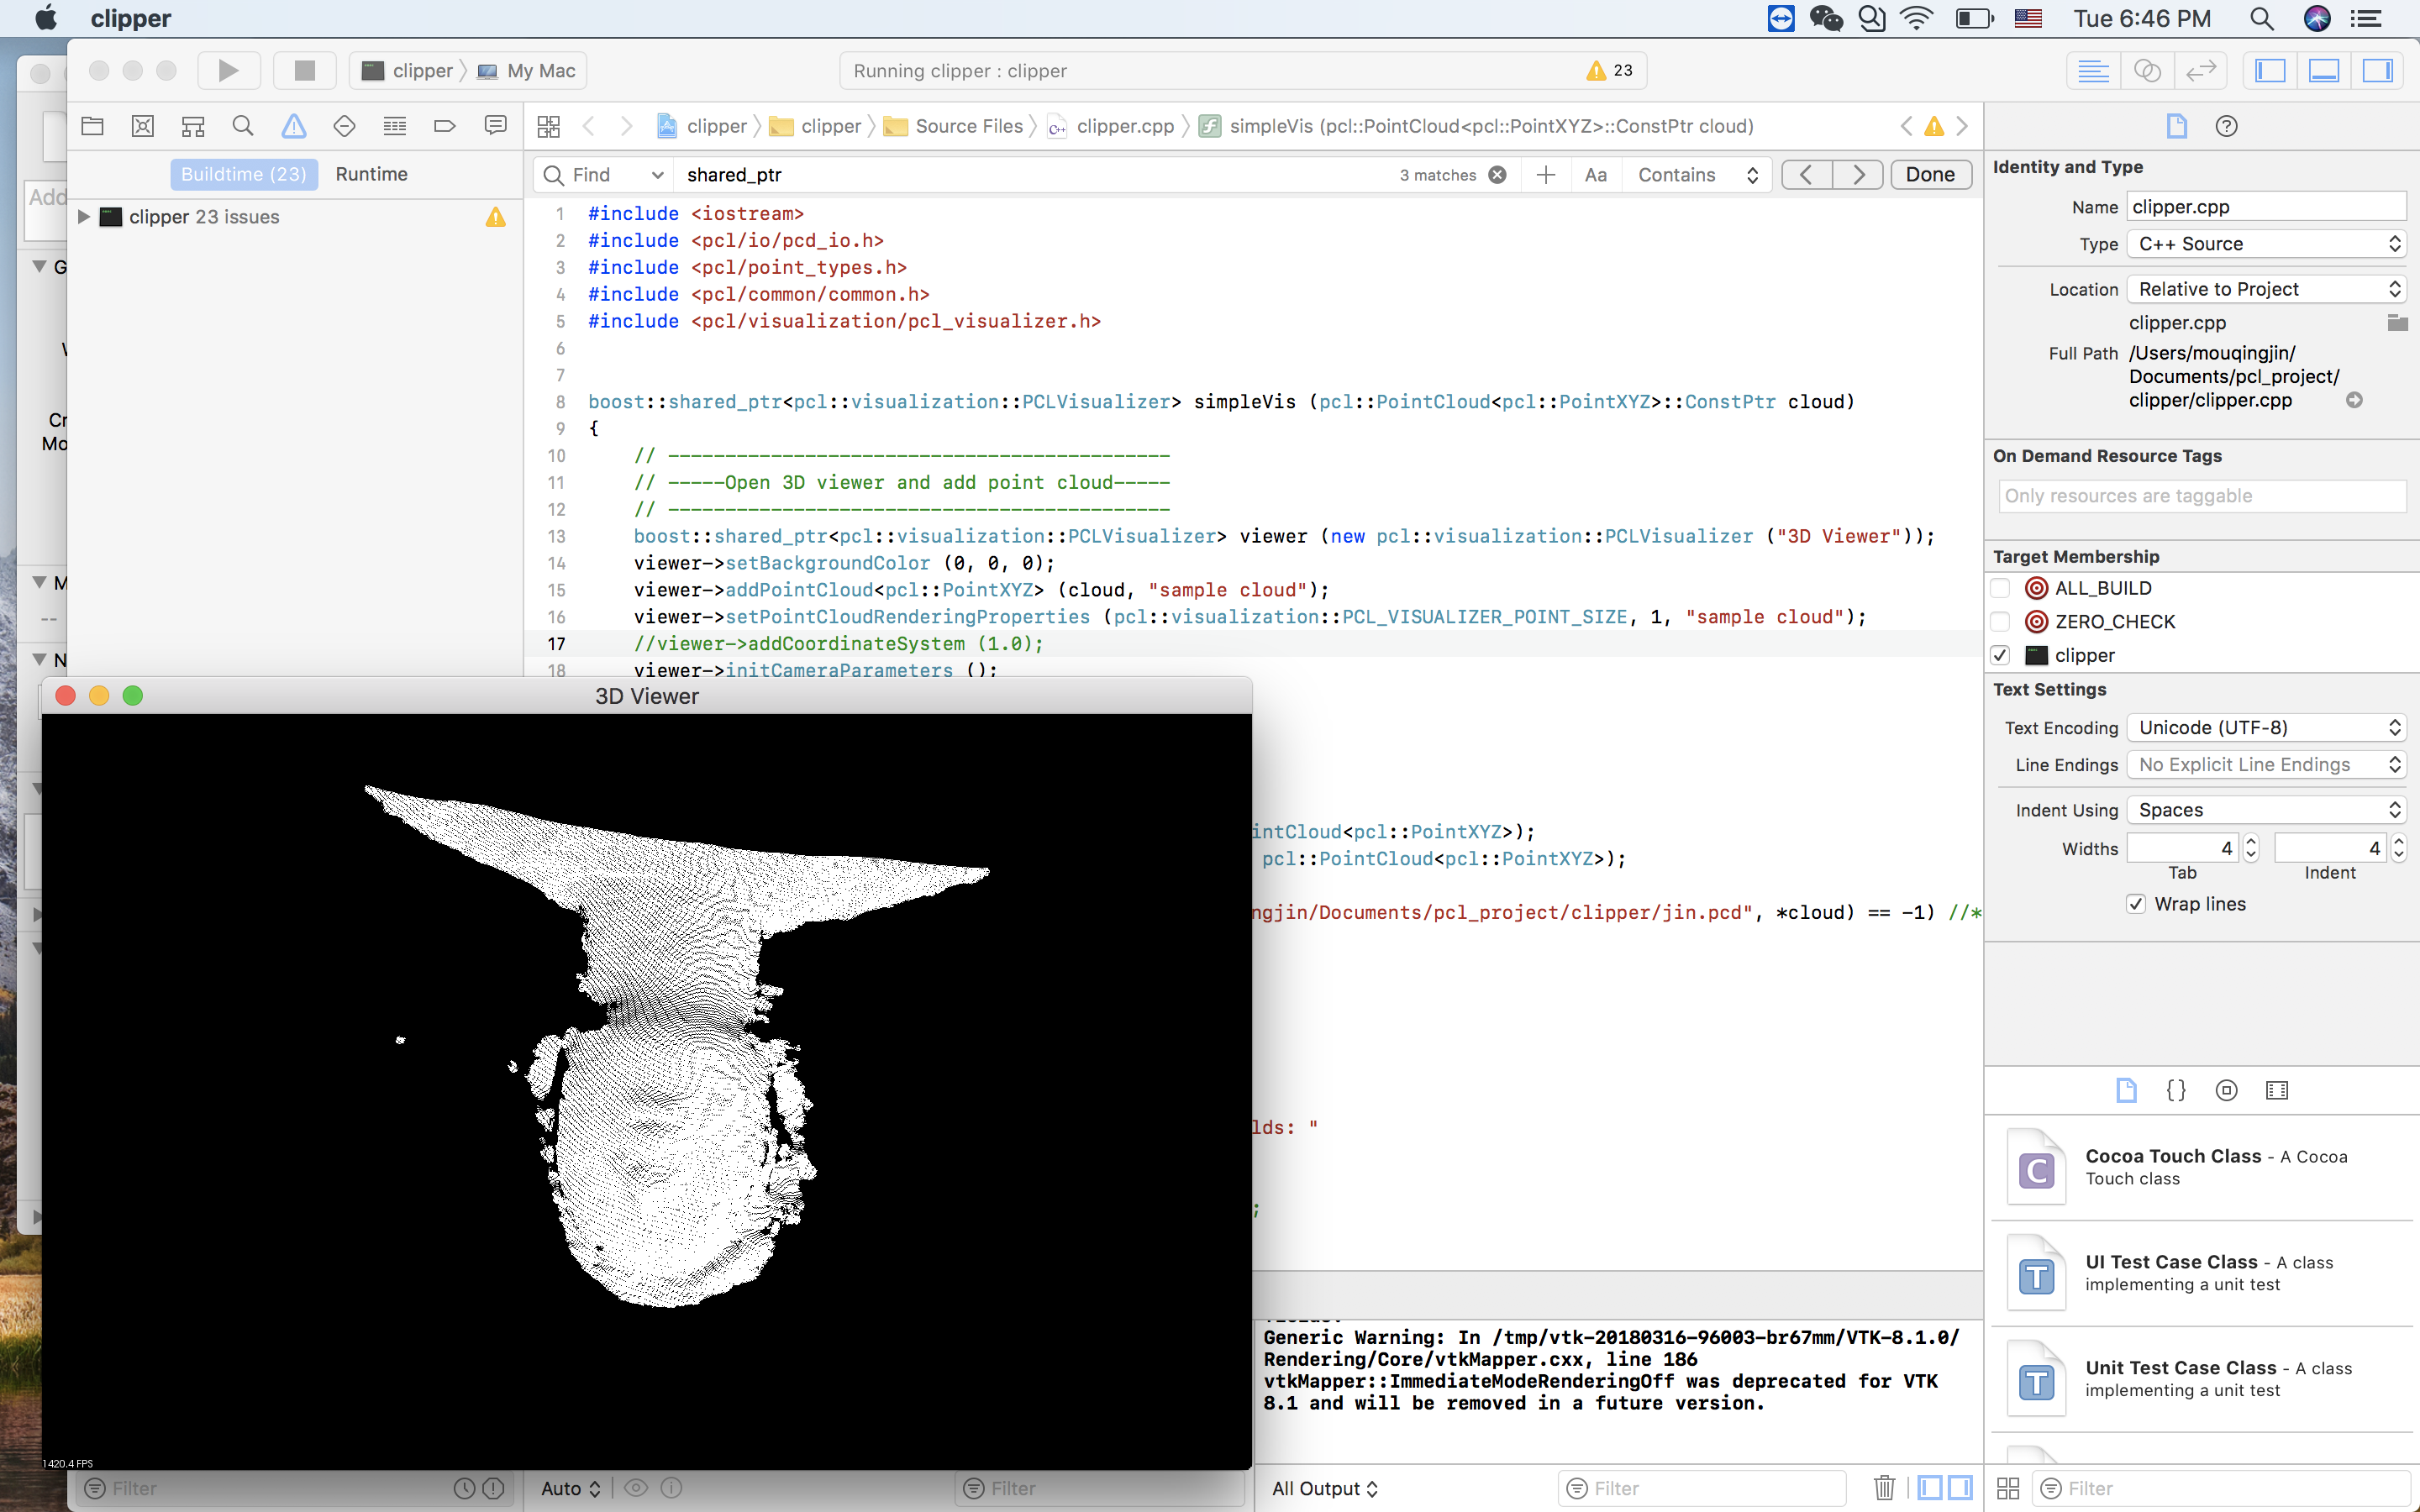 clipper
Tue 6:46 PM
clipper
My Mac
Running clipper : clipper
23
clipper
clipper
Source Files
clipper.cpp
simpleVis (pcl::PointCloud<pcl::PointXYZ>::ConstPtr cloud)
Buildtime (23)
Runtime
Find
shared_ptr
3 matches
Aa
Contains
Done
clipper 23 issues
Add
G
Cr
Mo
M
--
N
1 #include <iostream>
2 #include <pcl/io/pcd_io.h>
3 #include <pcl/point_types.h>
4 #include <pcl/common/common.h>
5 #include <pcl/visualization/pcl_visualizer.h>
6
7
8 boost::shared_ptr<pcl::visualization::PCLVisualizer> simpleVis (pcl::PointCloud<pcl::PointXYZ>::ConstPtr cloud)
9 {
10 // --------------------------------------------
11 // -----Open 3D viewer and add point cloud-----
12 // --------------------------------------------
13 boost::shared_ptr<pcl::visualization::PCLVisualizer> viewer (new pcl::visualization::PCLVisualizer ("3D Viewer"));
14 viewer->setBackgroundColor (0, 0, 0);
15 viewer->addPointCloud<pcl::PointXYZ> (cloud, "sample cloud");
16 viewer->setPointCloudRenderingProperties (pcl::visualization::PCL_VISUALIZER_POINT_SIZE, 1, "sample cloud");
17 //viewer->addCoordinateSystem (1.0);
18 viewer->initCameraParameters ();
3D Viewer
1420.4 FPS
intCloud<pcl::PointXYZ>);
pcl::PointCloud<pcl::PointXYZ>);
ngjin/Documents/pcl_project/clipper/jin.pcd", *cloud) == -1) //*
lds: "
;
Generic Warning: In /tmp/vtk-20180316-96003-br67mm/VTK-8.1.0/
Rendering/Core/vtkMapper.cxx, line 186
vtkMapper::ImmediateModeRenderingOff was deprecated for VTK
8.1 and will be removed in a future version.
Filter
Auto
Filter
All Output
Filter
Filter
Identity and Type
Name clipper.cpp
Type C++ Source
Location Relative to Project
clipper.cpp
Full Path /Users/mouqingjin/
Documents/pcl_project/
clipper/clipper.cpp
On Demand Resource Tags
Only resources are taggable
Target Membership
ALL_BUILD
ZERO_CHECK
clipper
Text Settings
Text Encoding Unicode (UTF-8)
Line Endings No Explicit Line Endings
Indent Using Spaces
Widths 4 4
Tab Indent
Wrap lines
{}
C
Cocoa Touch Class - A Cocoa
Touch class
T
UI Test Case Class - A class
implementing a unit test
T
Unit Test Case Class - A class
implementing a unit test